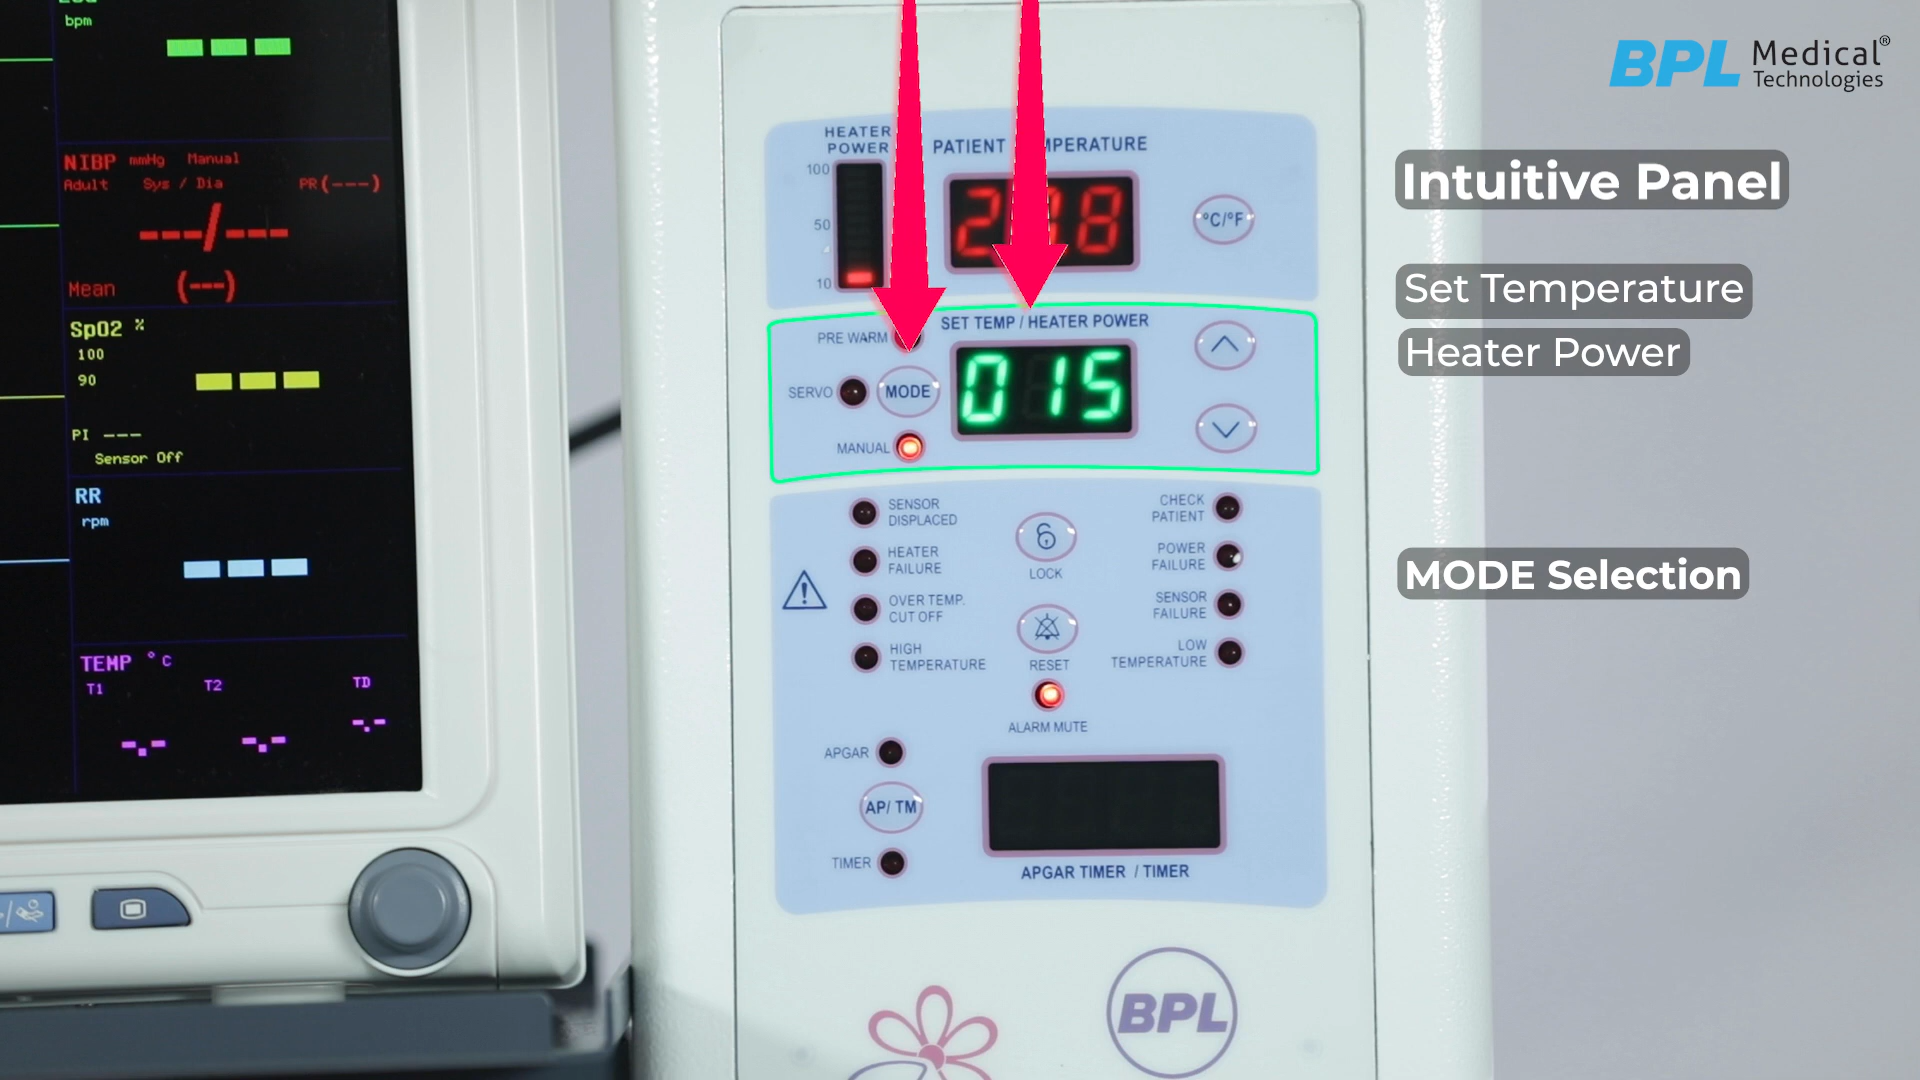 bpm
NIBP mmHg Manual
Adult Sys / Dia PR(---)
---/---
Mean (---)
SpO2 %
100
90
PI ---
Sensor Off
RR
rpm
TEMP °C
T1 T2 TD
-.- -.- -.-
HEATER
POWER
100
50
10
PATIENT
°C/°F
PRE WARM
SERVO
MODE
MANUAL
SET TEMP / HEATER POWER
015
SENSOR
DISPLACED
HEATER
FAILURE
OVER TEMP.
CUT OFF
HIGH
TEMPERATURE
LOCK
RESET
ALARM MUTE
CHECK
PATIENT
POWER
FAILURE
SENSOR
FAILURE
LOW
TEMPERATURE
APGAR
AP/ TM
TIMER
APGAR TIMER / TIMER
BPL
BPL Medical®
Technologies
Intuitive Panel
Set Temperature
Heater Power
MODE Selection